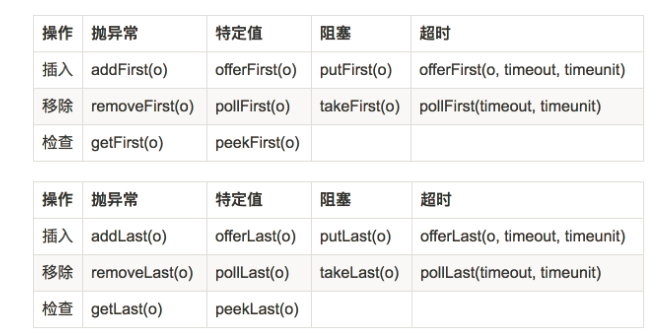 操作 抛异常 特定值 阻塞 超时
插入 addFirst(o) offerFirst(o) putFirst(o) offerFirst(o, timeout, timeunit)
移除 removeFirst(o) pollFirst(o) takeFirst(o) pollFirst(timeout, timeunit)
检查 getFirst(o) peekFirst(o)
操作 抛异常 特定值 阻塞 超时
插入 addLast(o) offerLast(o) putLast(o) offerLast(o, timeout, timeunit)
移除 removeLast(o) pollLast(o) takeLast(o) pollLast(timeout, timeunit)
检查 getLast(o) peekLast(o)